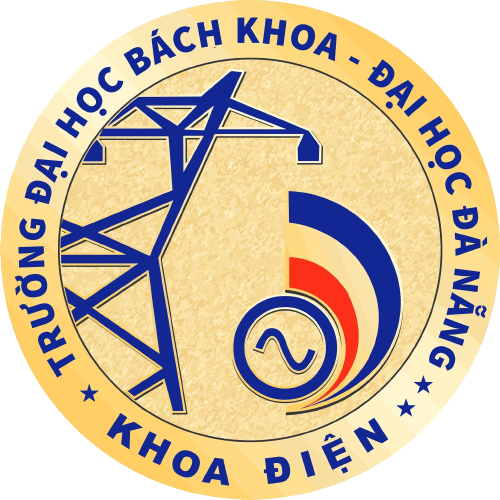 TRƯỜNG ĐẠI HỌC BÁCH KHOA - ĐẠI HỌC ĐÀ NẴNG
KHOA ĐIỆN